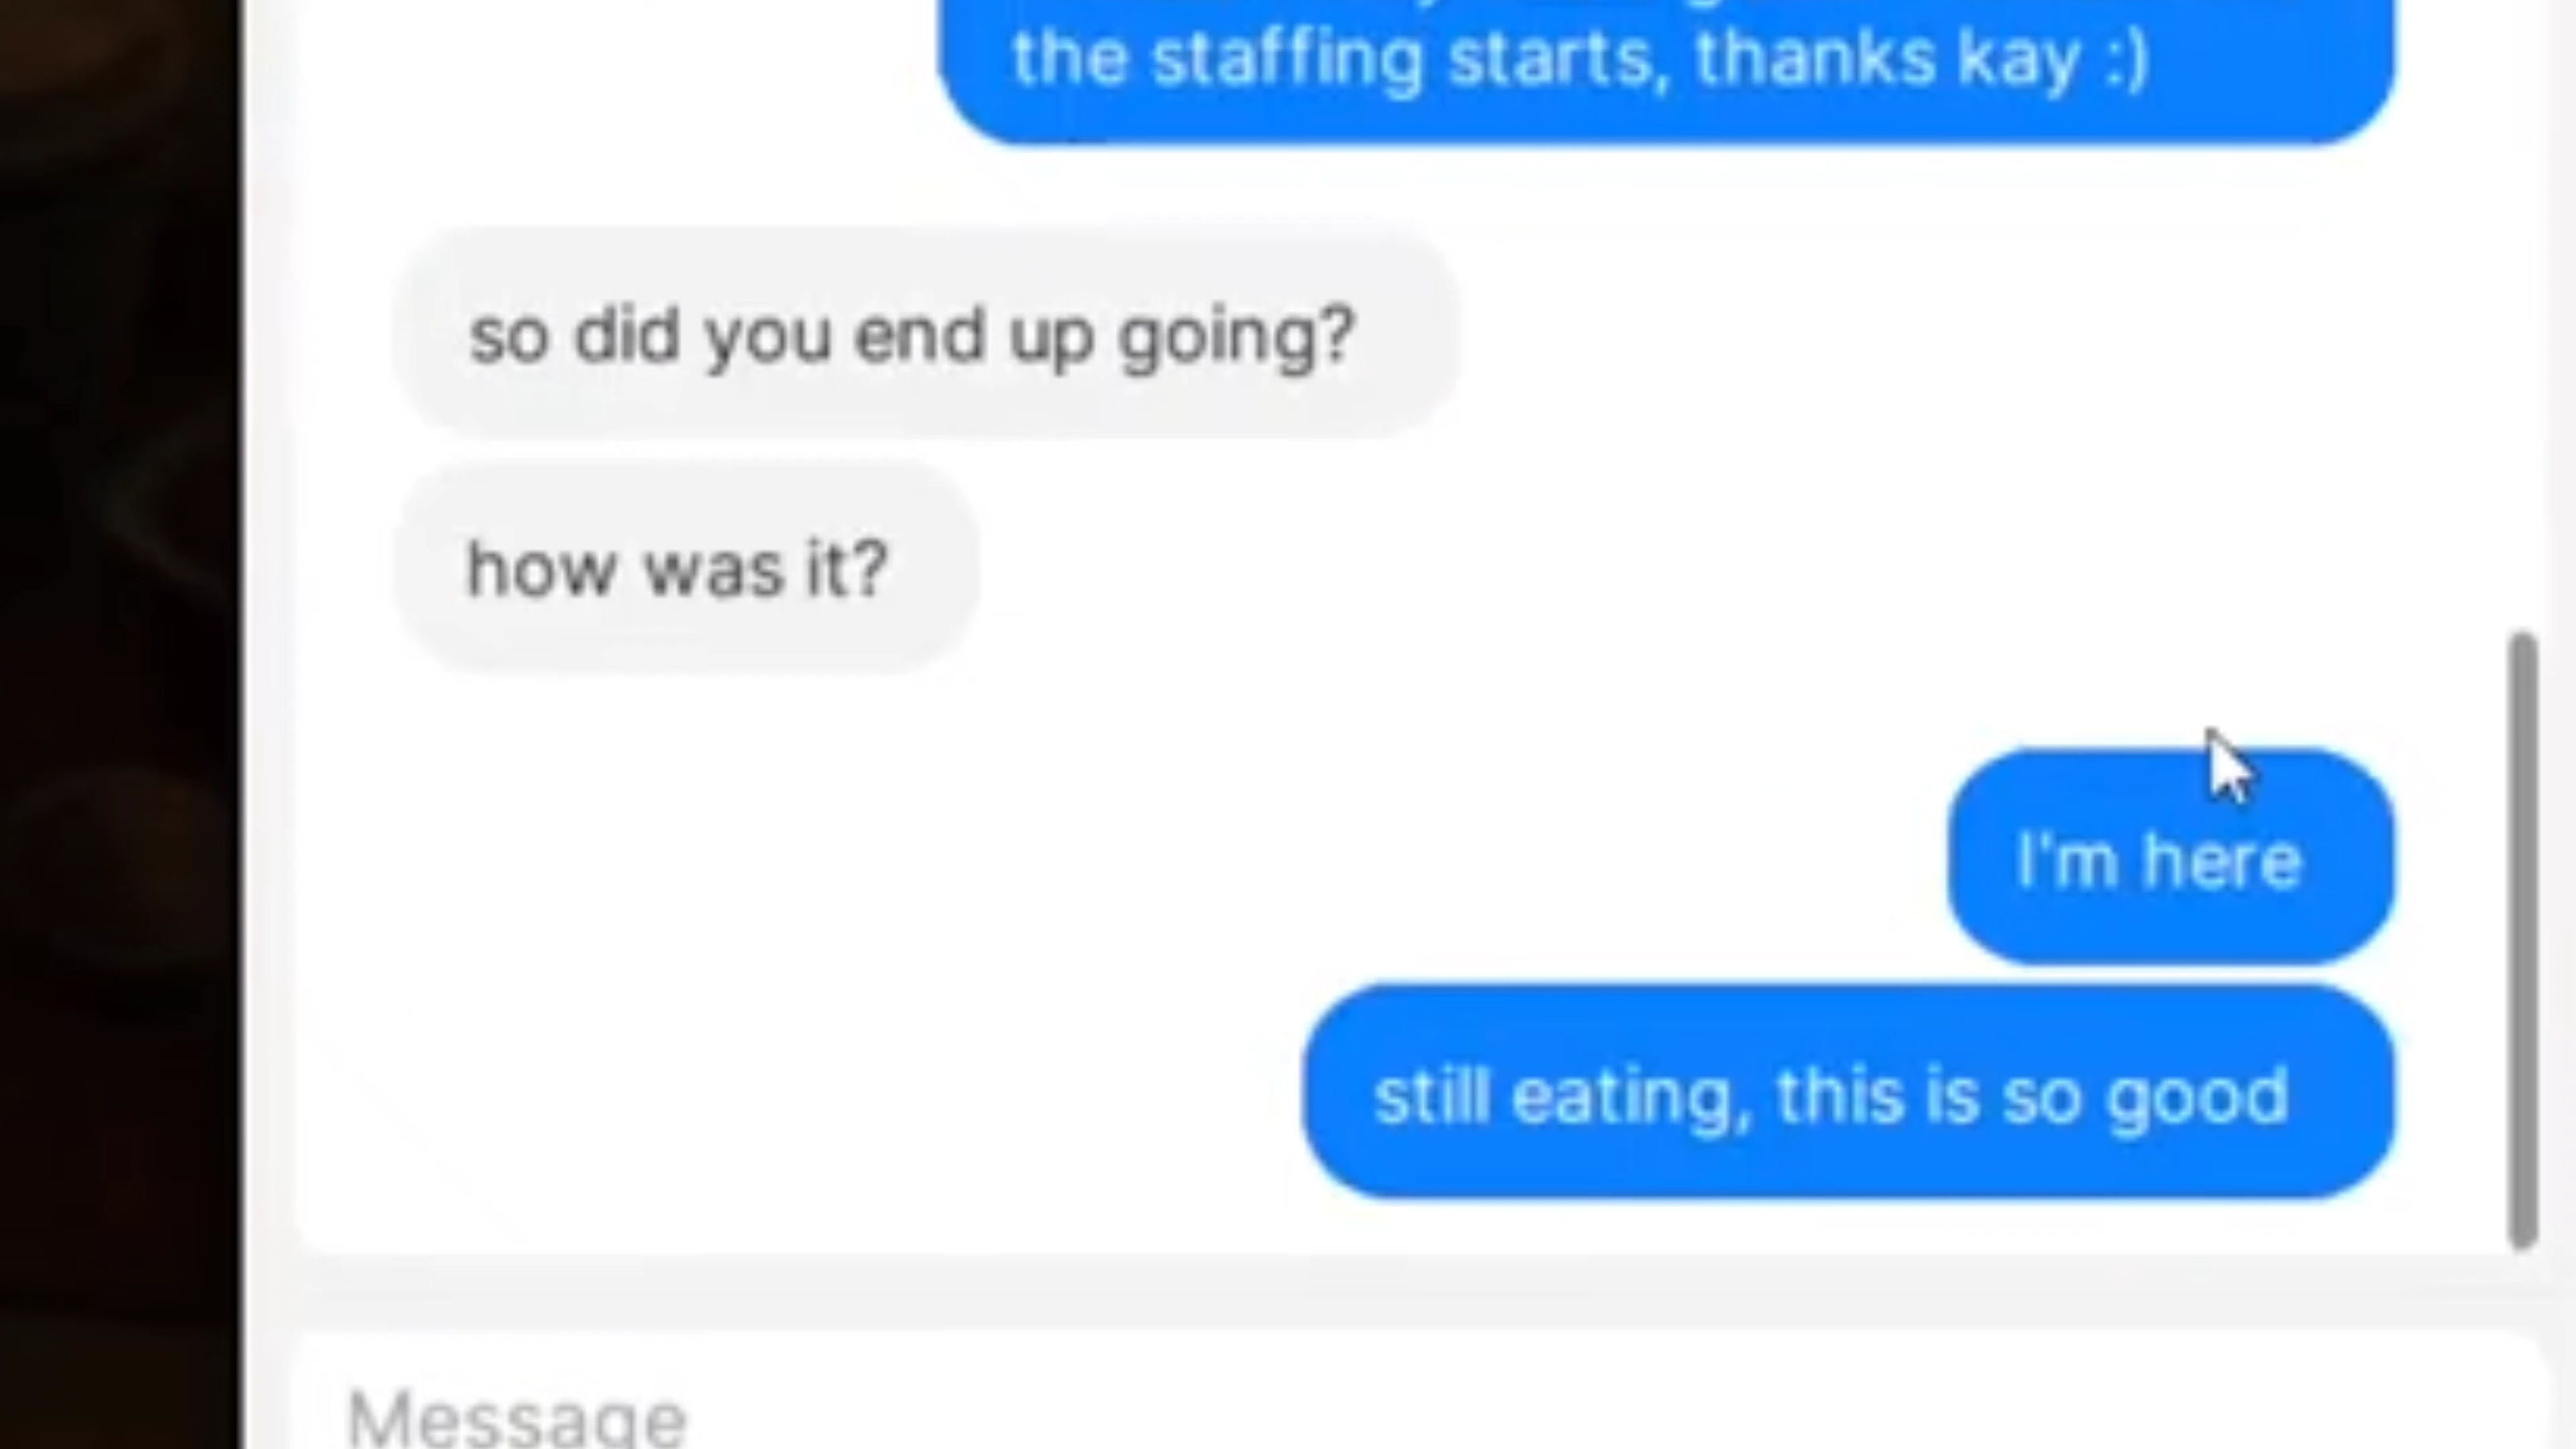 the staffing starts, thanks kay :)
so did you end up going?
how was it?
I'm here
still eating, this is so good
Message